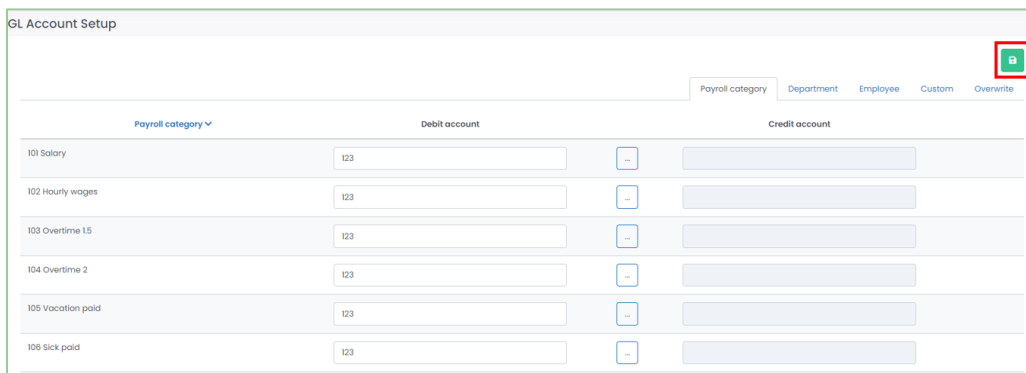 GL Account Setup
Payroll category Department Employee Custom Overwrite
Payroll category Debit account Credit account
101 Salary 123 ...
102 Hourly wages 123 ...
103 Overtime 1.5 123 ...
104 Overtime 2 123 ...
105 Vacation paid 123 ...
106 Sick paid 123 ...